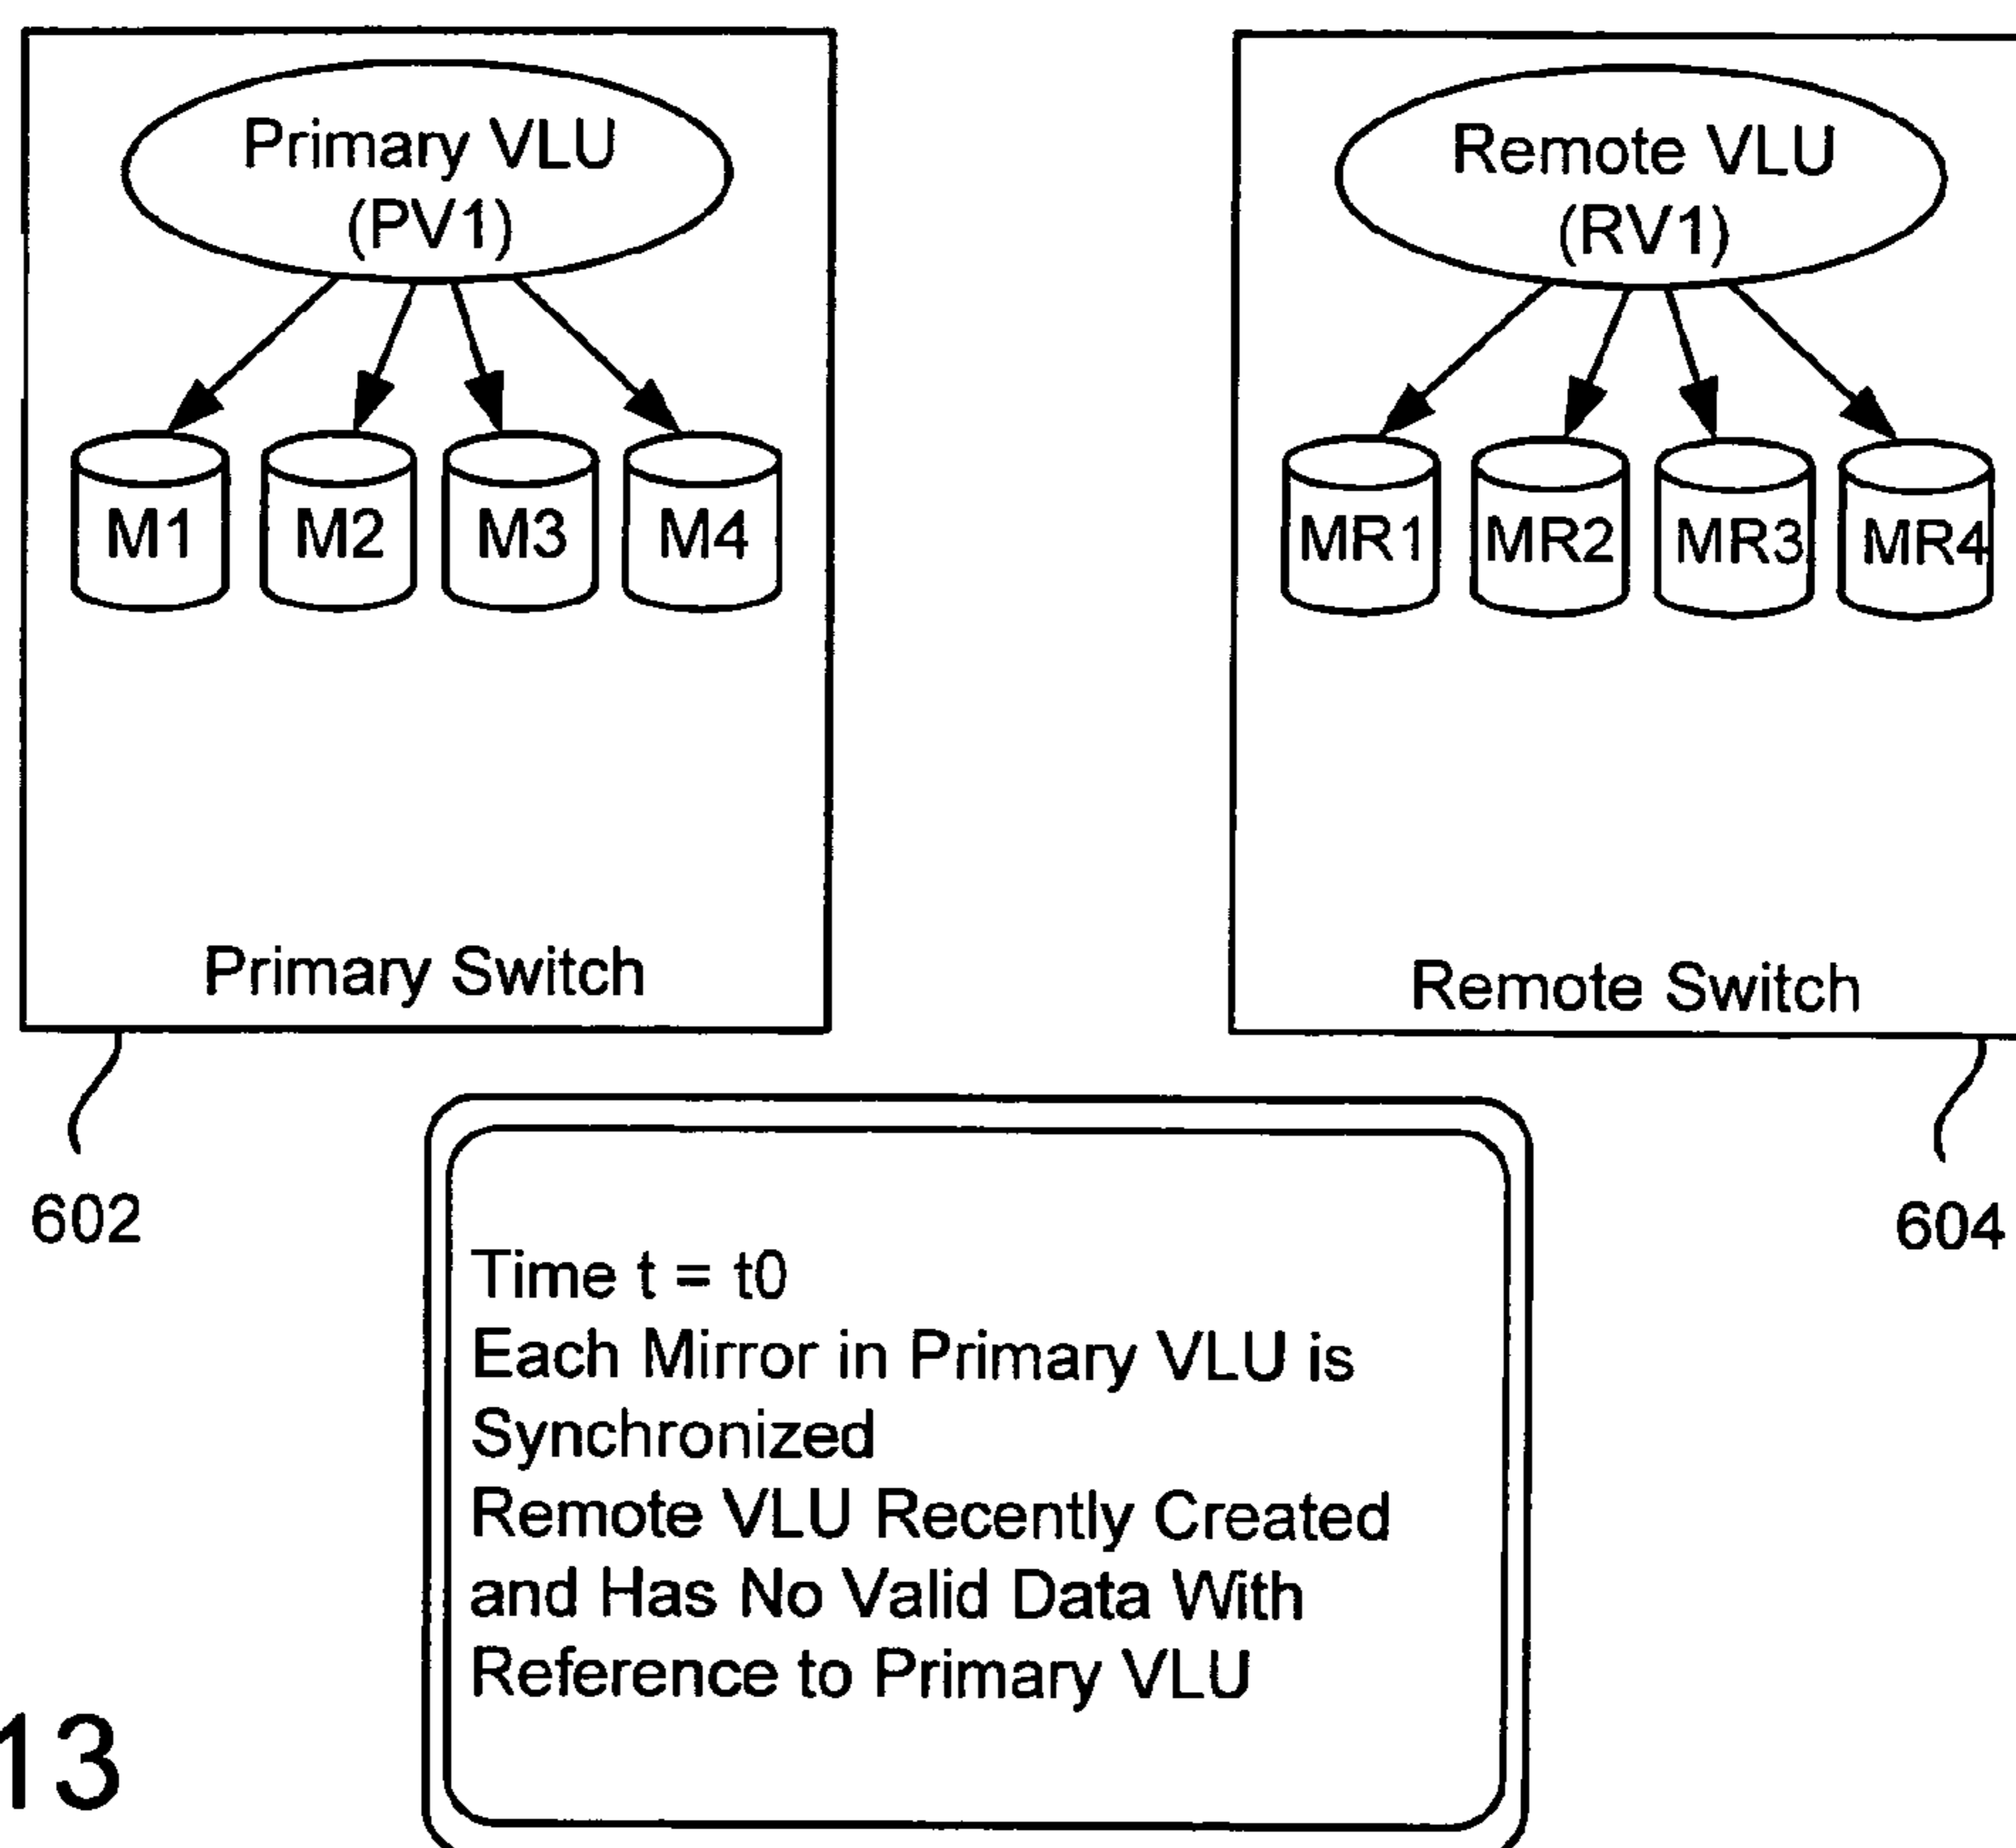 Primary VLU
(PV1)
M1 M2 M3 M4
Primary Switch
602
Remote VLU
(RV1)
MR1 MR2 MR3 MR4
Remote Switch
604
Time t = t0
Each Mirror in Primary VLU is
Synchronized
Remote VLU Recently Created
and Has No Valid Data With
Reference to Primary VLU
13